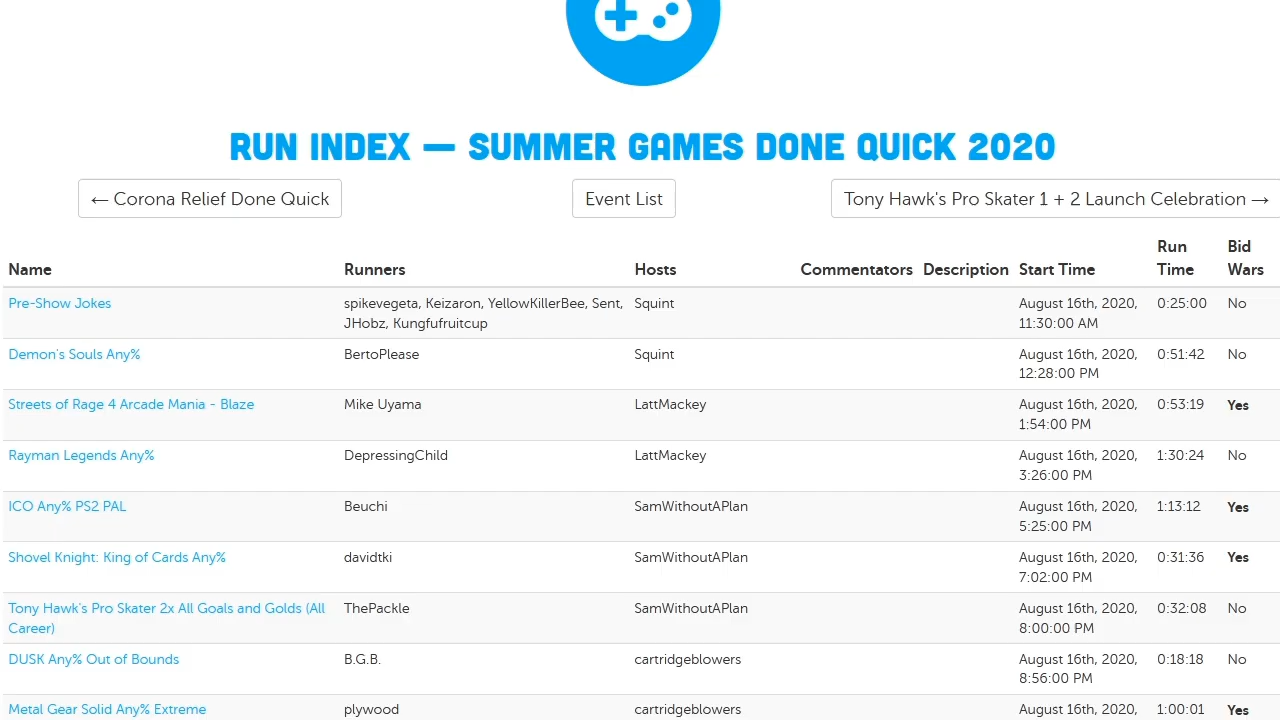 RUN INDEX — SUMMER GAMES DONE QUICK 2020
← Corona Relief Done Quick
Event List
Tony Hawk's Pro Skater 1 + 2 Launch Celebration →
Name Runners Hosts Commentators Description Start Time Run Time Bid Wars
Pre-Show Jokes spikevegeta, Keizaron, YellowKillerBee, Sent, JHobz, Kungfufruitcup Squint August 16th, 2020, 11:30:00 AM 0:25:00 No
Demon's Souls Any% BertoPlease Squint August 16th, 2020, 12:28:00 PM 0:51:42 No
Streets of Rage 4 Arcade Mania - Blaze Mike Uyama LattMackey August 16th, 2020, 1:54:00 PM 0:53:19 Yes
Rayman Legends Any% DepressingChild LattMackey August 16th, 2020, 3:26:00 PM 1:30:24 No
ICO Any% PS2 PAL Beuchi SamWithoutAPlan August 16th, 2020, 5:25:00 PM 1:13:12 Yes
Shovel Knight: King of Cards Any% davidtki SamWithoutAPlan August 16th, 2020, 7:02:00 PM 0:31:36 Yes
Tony Hawk's Pro Skater 2x All Goals and Golds (All Career) ThePackle SamWithoutAPlan August 16th, 2020, 8:00:00 PM 0:32:08 No
DUSK Any% Out of Bounds B.G.B. cartridgeblowers August 16th, 2020, 8:56:00 PM 0:18:18 No
Metal Gear Solid Any% Extreme plywood cartridgeblowers August 16th, 2020, 1:00:01 Yes